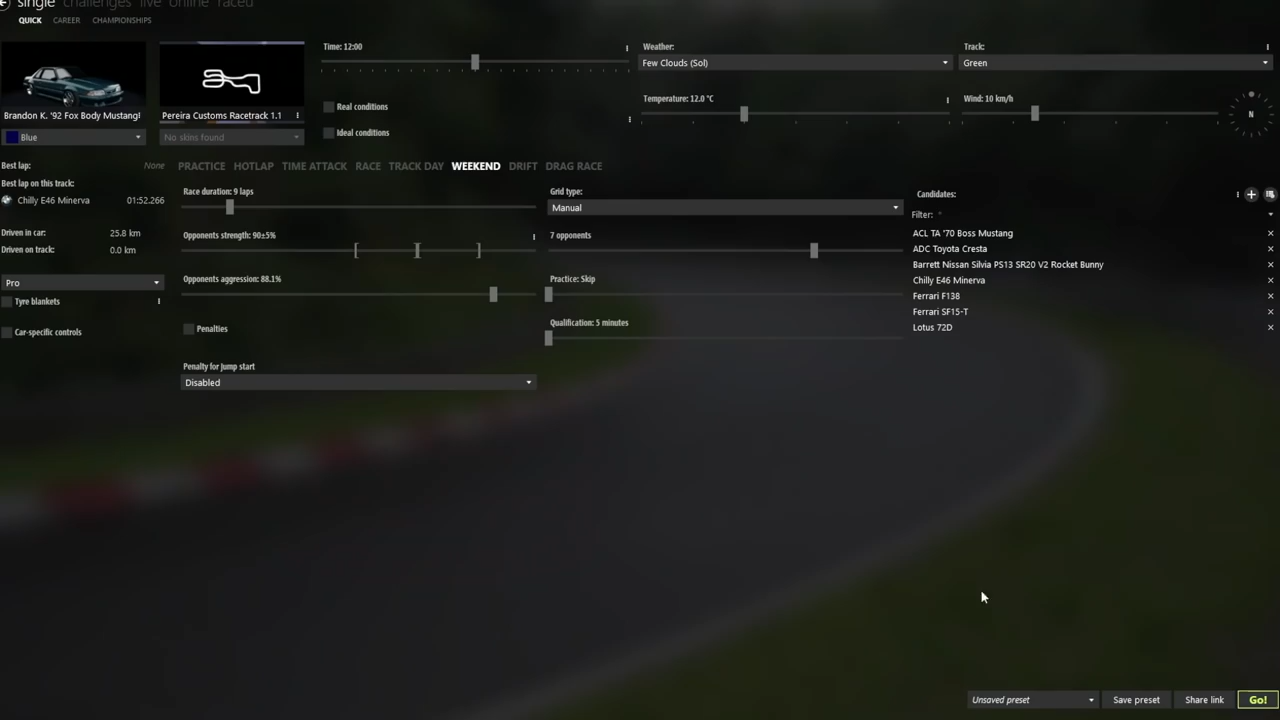 single challenges live online raced
QUICK CAREER CHAMPIONSHIPS
Brandon K. '92 Fox Body Mustang!
Blue
Pereira Customs Racetrack 1.1
No skins found
Time: 12:00
Real conditions
Ideal conditions
Weather:
Few Clouds (Sol)
Temperature: 12.0 °C
Track:
Green
Wind: 10 km/h
N
Best lap: None
Best lap on this track:
Chilly E46 Minerva 01:52.266
Driven in car: 25.8 km
Driven on track: 0.0 km
Pro
Tyre blankets
Car-specific controls
PRACTICE HOTLAP TIME ATTACK RACE TRACK DAY WEEKEND DRIFT DRAG RACE
Race duration: 9 laps
Opponents strength: 90±5%
Opponents aggression: 88.1%
Penalties
Penalty for jump start
Disabled
Grid type:
Manual
7 opponents
Practice: Skip
Qualification: 5 minutes
Candidates:
Filter: *
ACL TA '70 Boss Mustang
ADC Toyota Cresta
Barrett Nissan Silvia PS13 SR20 V2 Rocket Bunny
Chilly E46 Minerva
Ferrari F138
Ferrari SF15-T
Lotus 72D
Unsaved preset
Save preset
Share link
Go!